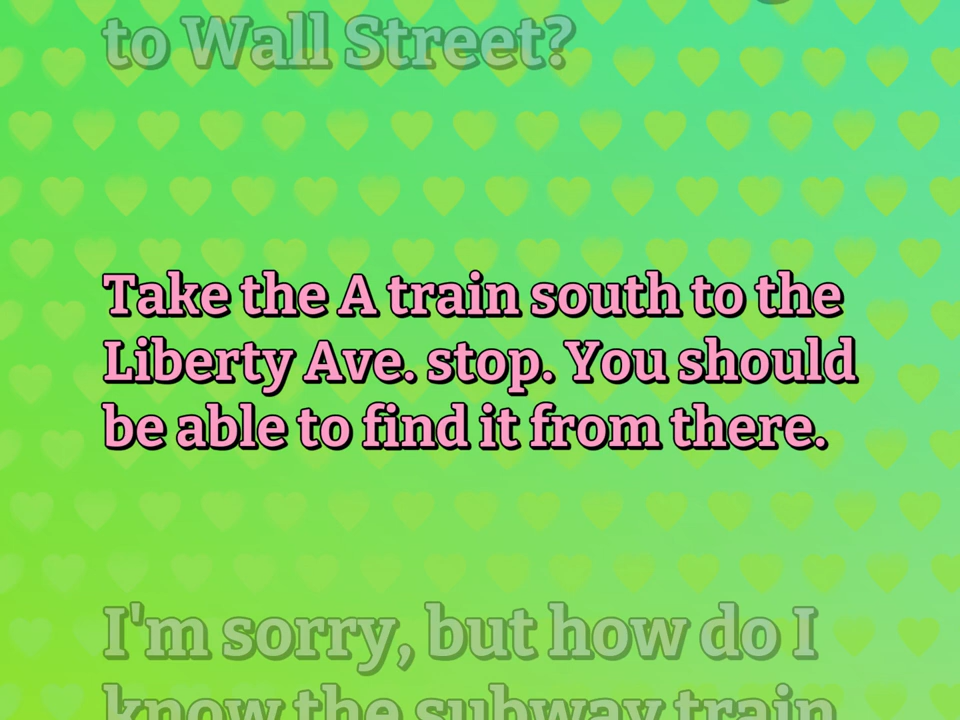 to Wall Street?
Take the A train south to the
Liberty Ave. stop. You should
be able to find it from there.
I'm sorry, but how do I
know the subway train